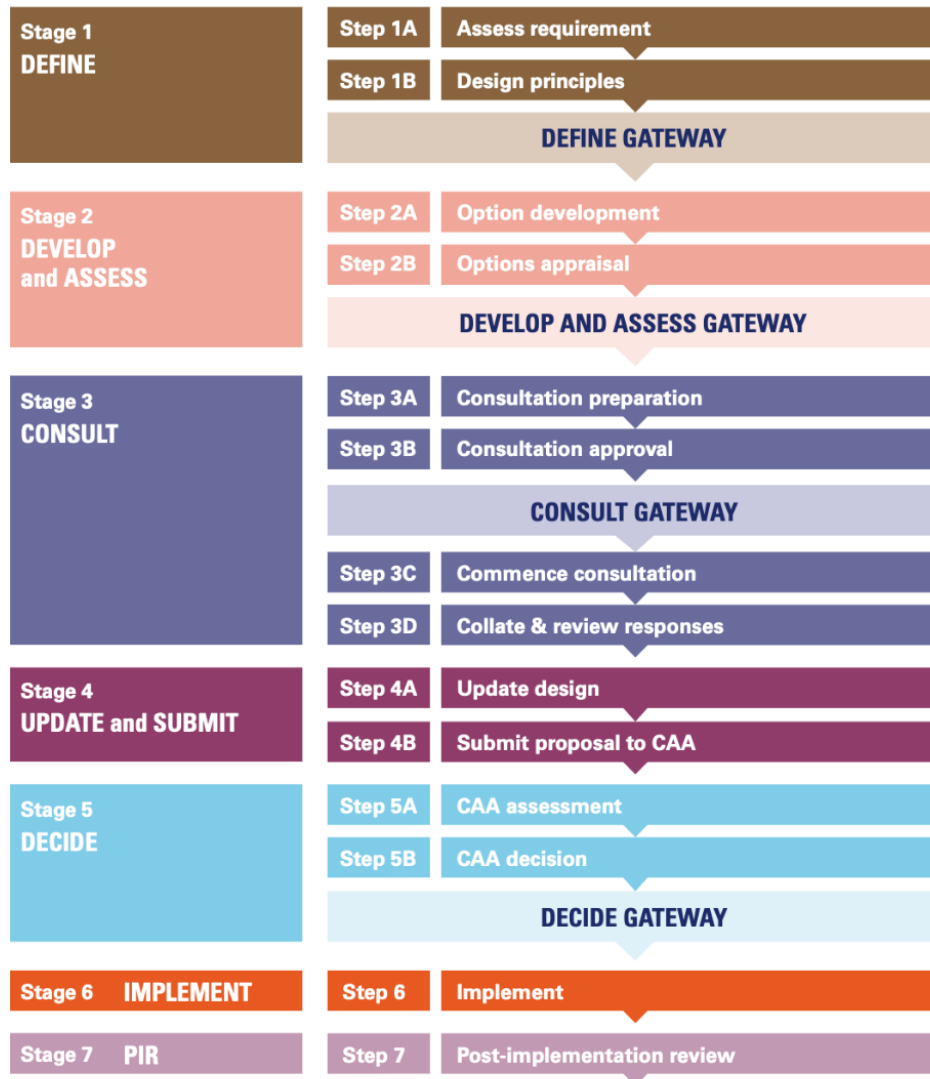 Stage 1
DEFINE
Step 1A Assess requirement
Step 1B Design principles
DEFINE GATEWAY
Stage 2
DEVELOP
and ASSESS
Step 2A Option development
Step 2B Options appraisal
DEVELOP AND ASSESS GATEWAY
Stage 3
CONSULT
Step 3A Consultation preparation
Step 3B Consultation approval
CONSULT GATEWAY
Step 3C Commence consultation
Step 3D Collate & review responses
Stage 4
UPDATE and SUBMIT
Step 4A Update design
Step 4B Submit proposal to CAA
Stage 5
DECIDE
Step 5A CAA assessment
Step 5B CAA decision
DECIDE GATEWAY
Stage 6 IMPLEMENT
Step 6 Implement
Stage 7 PIR
Step 7 Post-implementation review